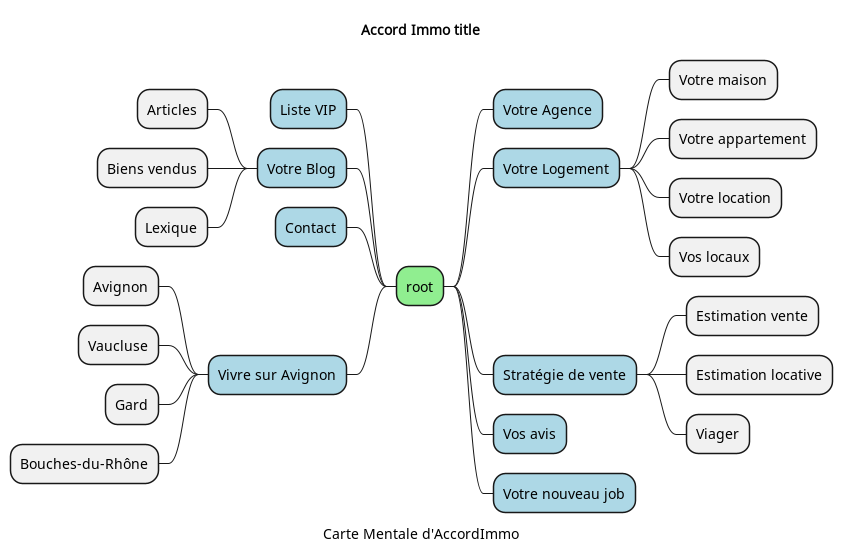 Accord Immo title
root
Votre Agence
Votre Logement
Votre maison
Votre appartement
Votre location
Vos locaux
Stratégie de vente
Estimation vente
Estimation locative
Viager
Vos avis
Votre nouveau job
Liste VIP
Votre Blog
Articles
Biens vendus
Lexique
Contact
Vivre sur Avignon
Avignon
Vaucluse
Gard
Bouches-du-Rhône
Carte Mentale d'AccordImmo